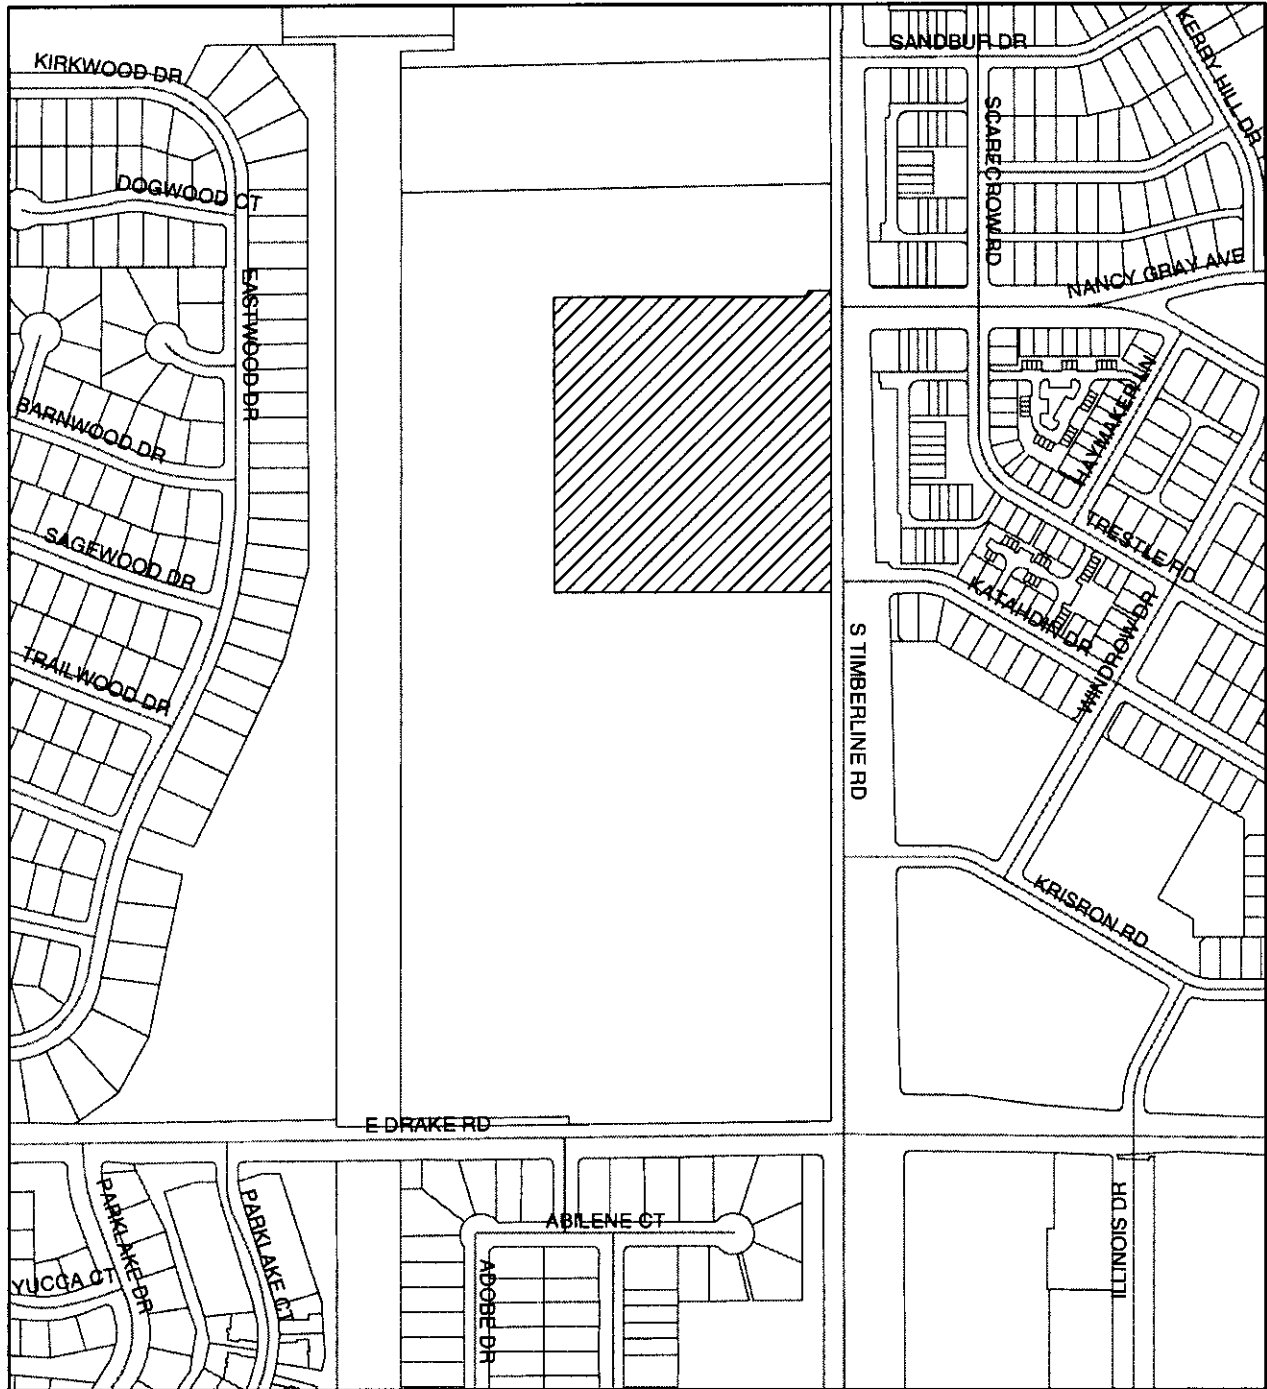 SANDBUR DR
KERRY HILL DR
KIRKWOOD DR
SCARECROW RD
DOGWOOD CT
NANCY GRAY AVE
EASTWOOD DR
HAYMAKER LN
BARNWOOD DR
TRESTLE RD
SAGEWOOD DR
KATAHDIN DR
WINDROW DR
TRAILWOOD DR
S TIMBERLINE RD
KRISRON RD
E DRAKE RD
PARKLAKE DR
PARKLAKE CT
ABILENE CT
ILLINOIS DR
YUCCA CT
ADOBE DR